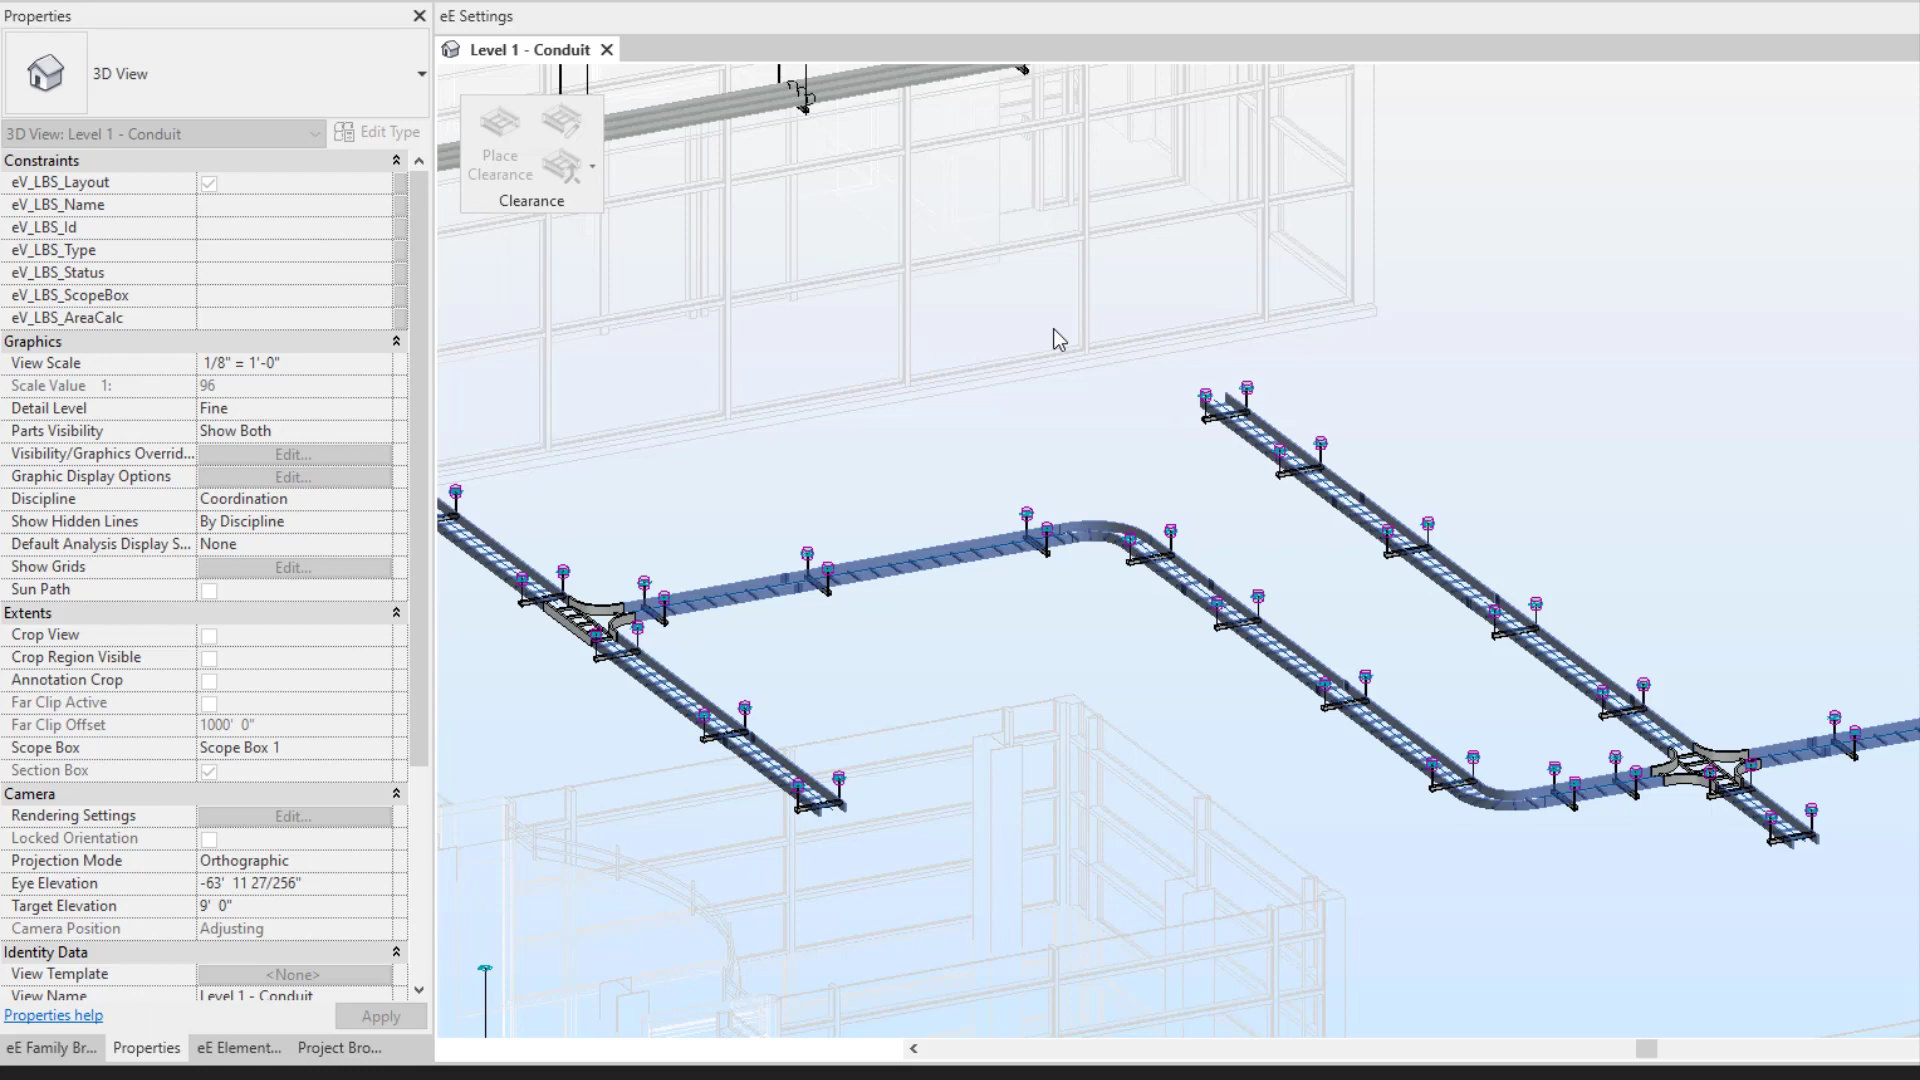 Properties
eE Settings
Level 1 - Conduit
3D View
3D View: Level 1 - Conduit
Edit Type
Place
Clearance
Clearance
Constraints
eV_LBS_Layout
eV_LBS_Name
eV_LBS_Id
eV_LBS_Type
eV_LBS_Status
eV_LBS_ScopeBox
eV_LBS_AreaCalc
Graphics
View Scale 1/8" = 1'-0"
Scale Value 1: 96
Detail Level Fine
Parts Visibility Show Both
Visibility/Graphics Overrid... Edit...
Graphic Display Options Edit...
Discipline Coordination
Show Hidden Lines By Discipline
Default Analysis Display S... None
Show Grids Edit...
Sun Path
Extents
Crop View
Crop Region Visible
Annotation Crop
Far Clip Active
Far Clip Offset 1000' 0"
Scope Box Scope Box 1
Section Box
Camera
Rendering Settings Edit...
Locked Orientation
Projection Mode Orthographic
Eye Elevation -63' 11 27/256"
Target Elevation 9' 0"
Camera Position Adjusting
Identity Data
View Template <None>
View Name Level 1 - Conduit
Properties help
Apply
eE Family Br... Properties eE Element... Project Bro...